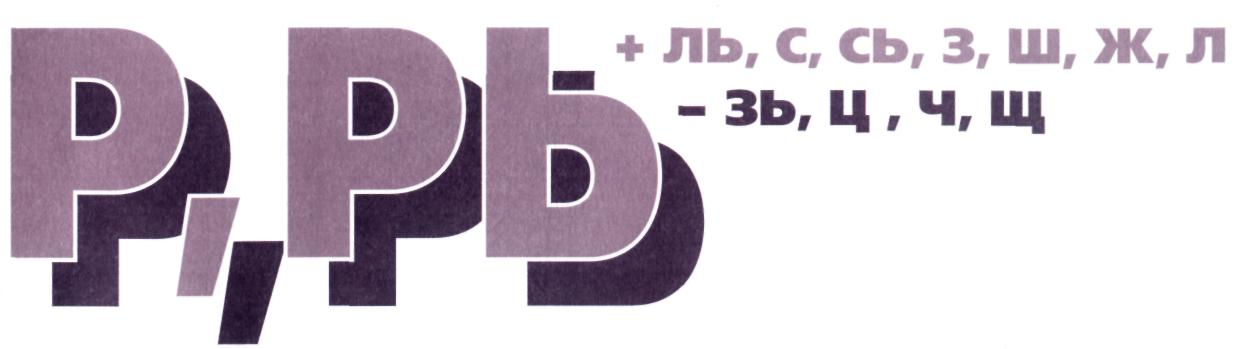 Р, РЬ + ЛЬ, С, СЬ, З, Ш, Ж, Л
– ЗЬ, Ц , Ч, Щ